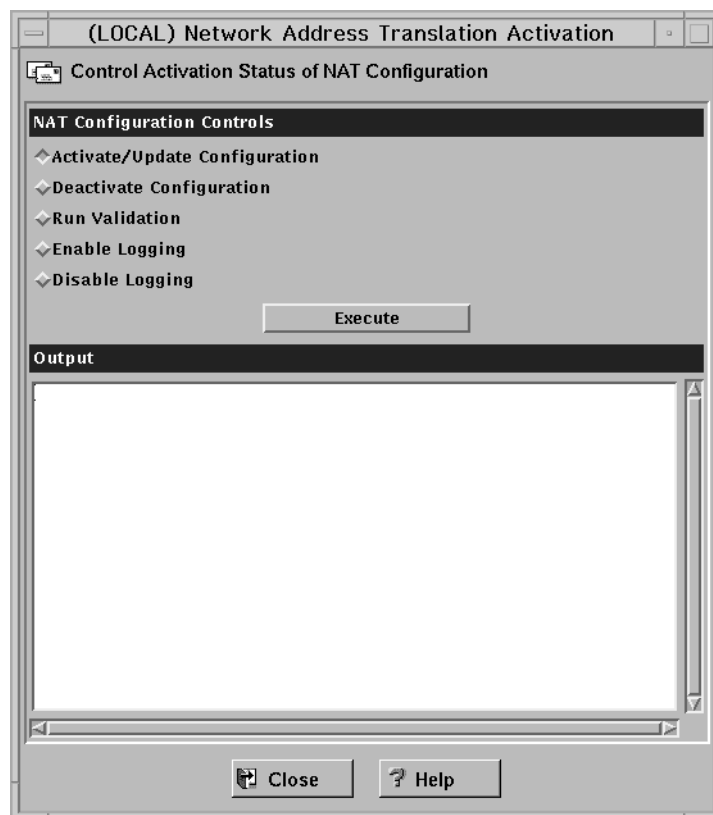 (LOCAL) Network Address Translation Activation
Control Activation Status of NAT Configuration
NAT Configuration Controls
Activate/Update Configuration
Deactivate Configuration
Run Validation
Enable Logging
Disable Logging
Execute
Output
Close
Help